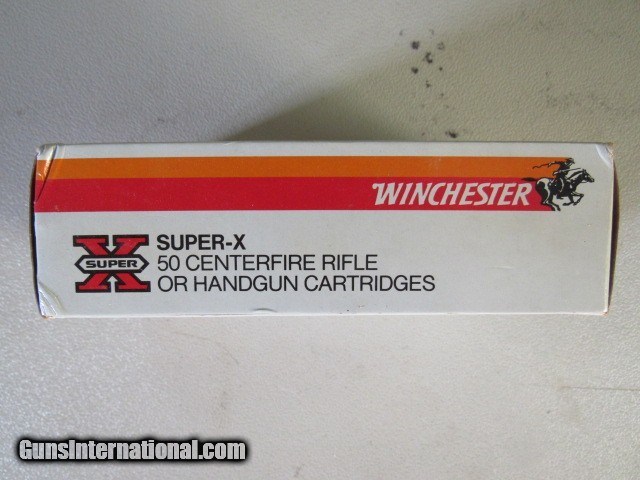 WINCHESTER
SUPER
X
SUPER-X
50 CENTERFIRE RIFLE
OR HANDGUN CARTRIDGES
GunsInternational.com